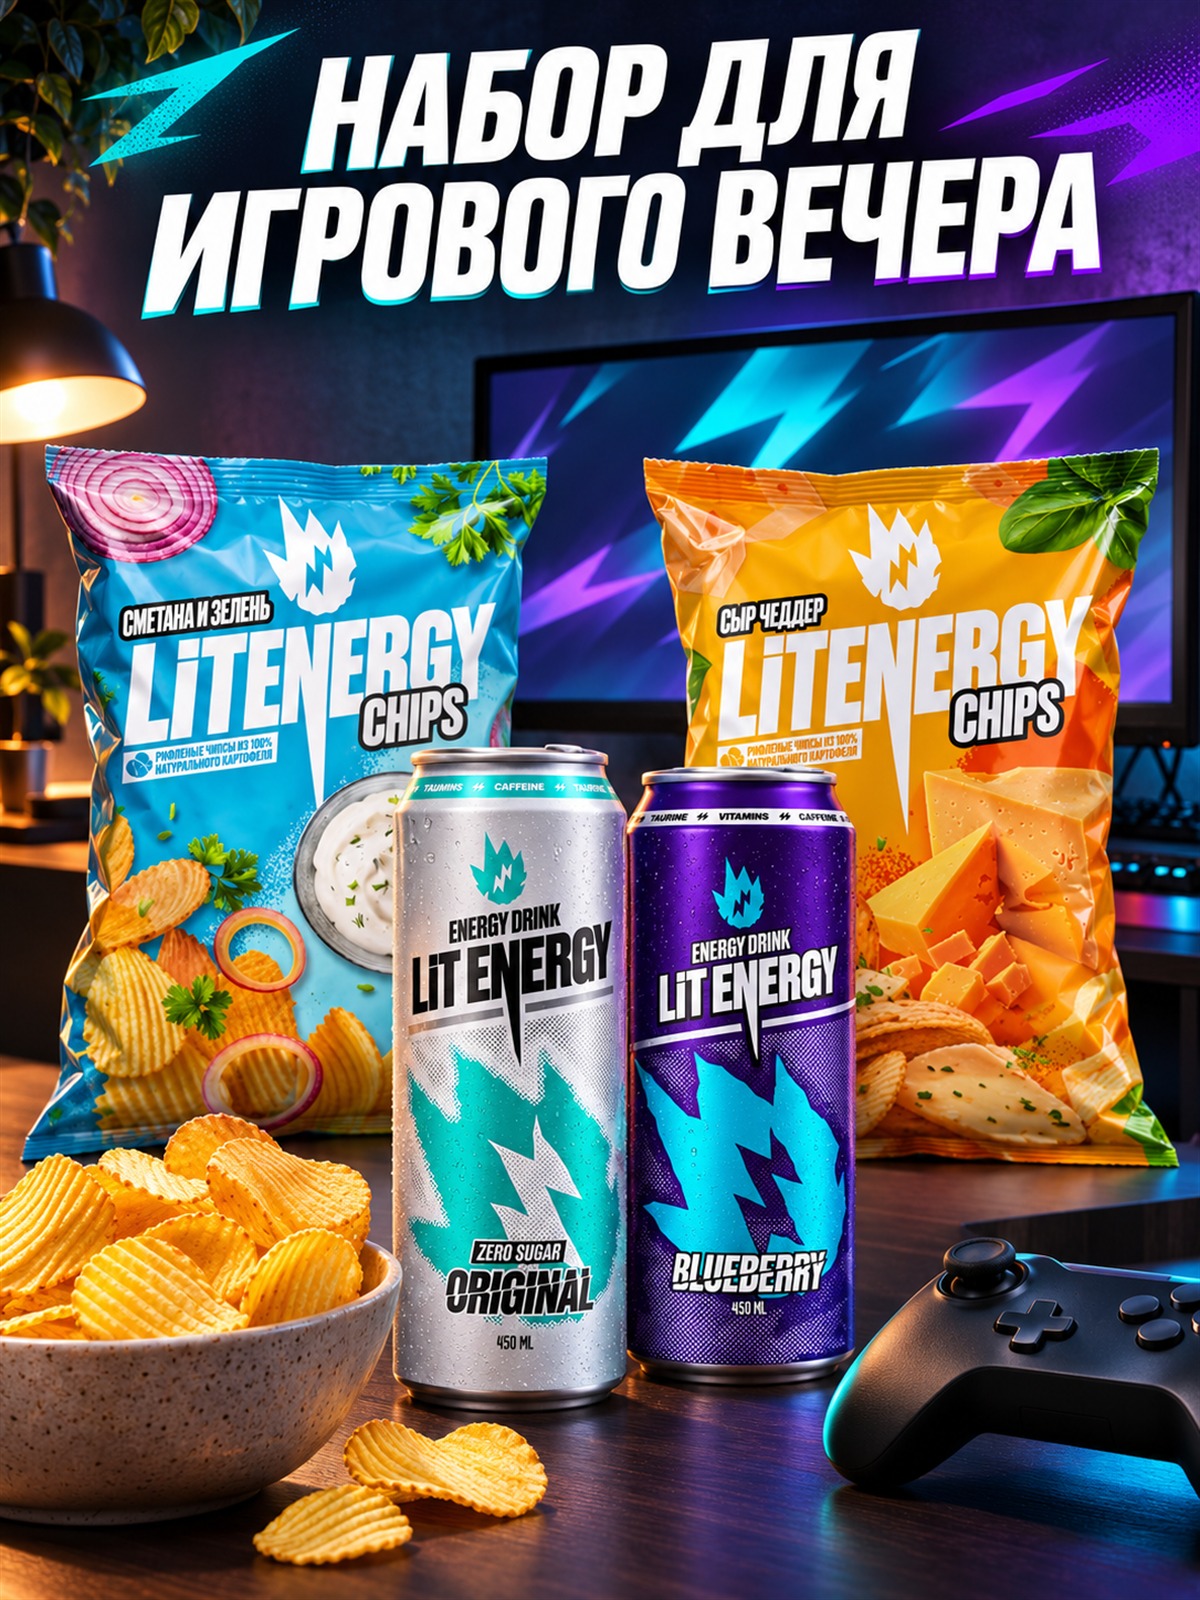 НАБОР ДЛЯ
ИГРОВОГО ВЕЧЕРА
СМЕТАНА И ЗЕЛЕНЬ
LiTENERGY
CHIPS
РИФЛЕНЫЕ ЧИПСЫ ИЗ 100%
НАТУРАЛЬНОГО КАРТОФЕЛЯ
СЫР ЧЕДДЕР
LiTENERGY
CHIPS
РИФЛЕНЫЕ ЧИПСЫ ИЗ 100%
НАТУРАЛЬНОГО КАРТОФЕЛЯ
TAUMINS CAFFEINE TAURINE
ENERGY DRINK
LiT ENERGY
ZERO SUGAR
ORIGINAL
450 ML
TAURINE VITAMINS CAFFEINE
ENERGY DRINK
LiT ENERGY
BLUEBERRY
450 ML